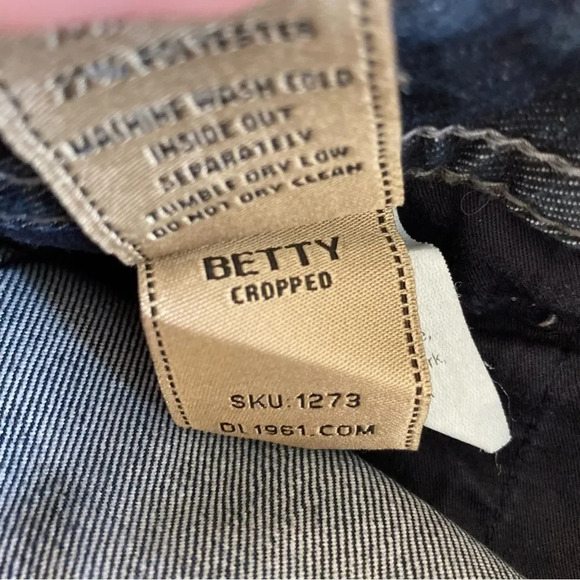 POLYESTER
MACHINE WASH COLD
INSIDE OUT
SEPARATELY
TUMBLE DRY LOW
DO NOT DRY CLEAN
BETTY
CROPPED
SKU:1273
DL1961.COM
rk.